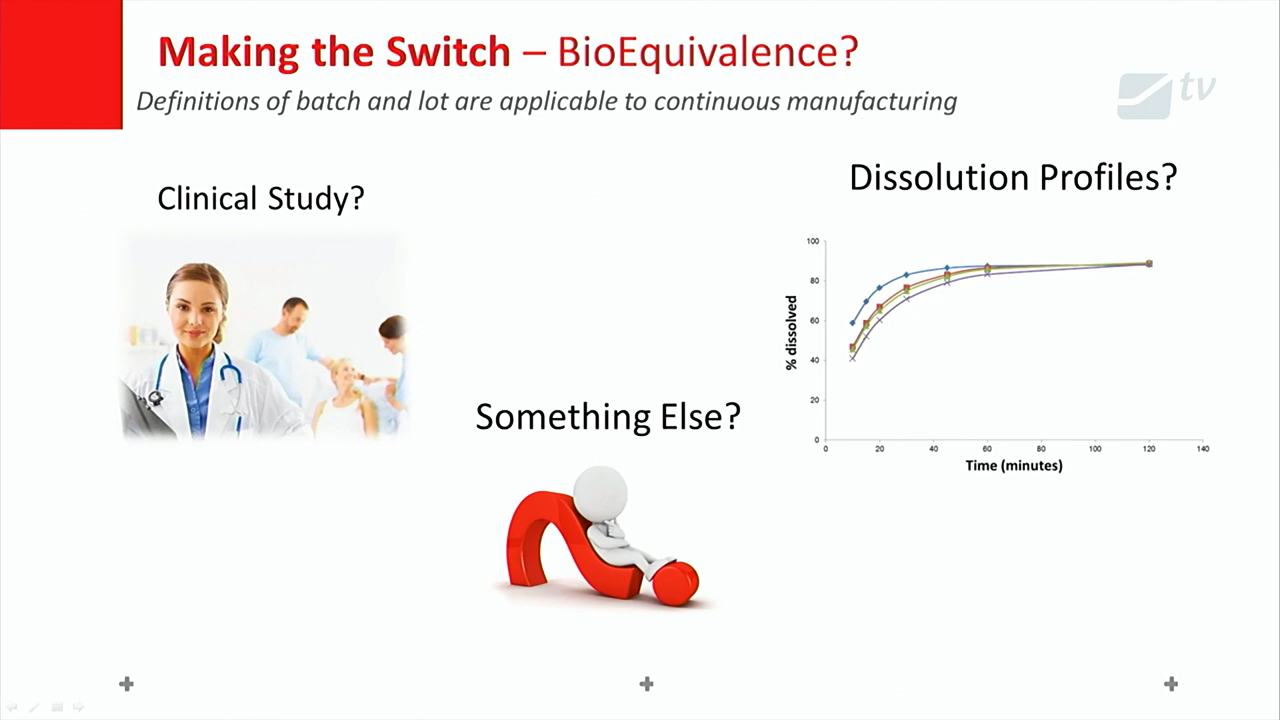 Making the Switch – BioEquivalence?
Definitions of batch and lot are applicable to continuous manufacturing
tv
Clinical Study?
Dissolution Profiles?
100
80
60
40
20
0
% dissolved
0 20 40 60 80 100 120 140
Time (minutes)
Something Else?